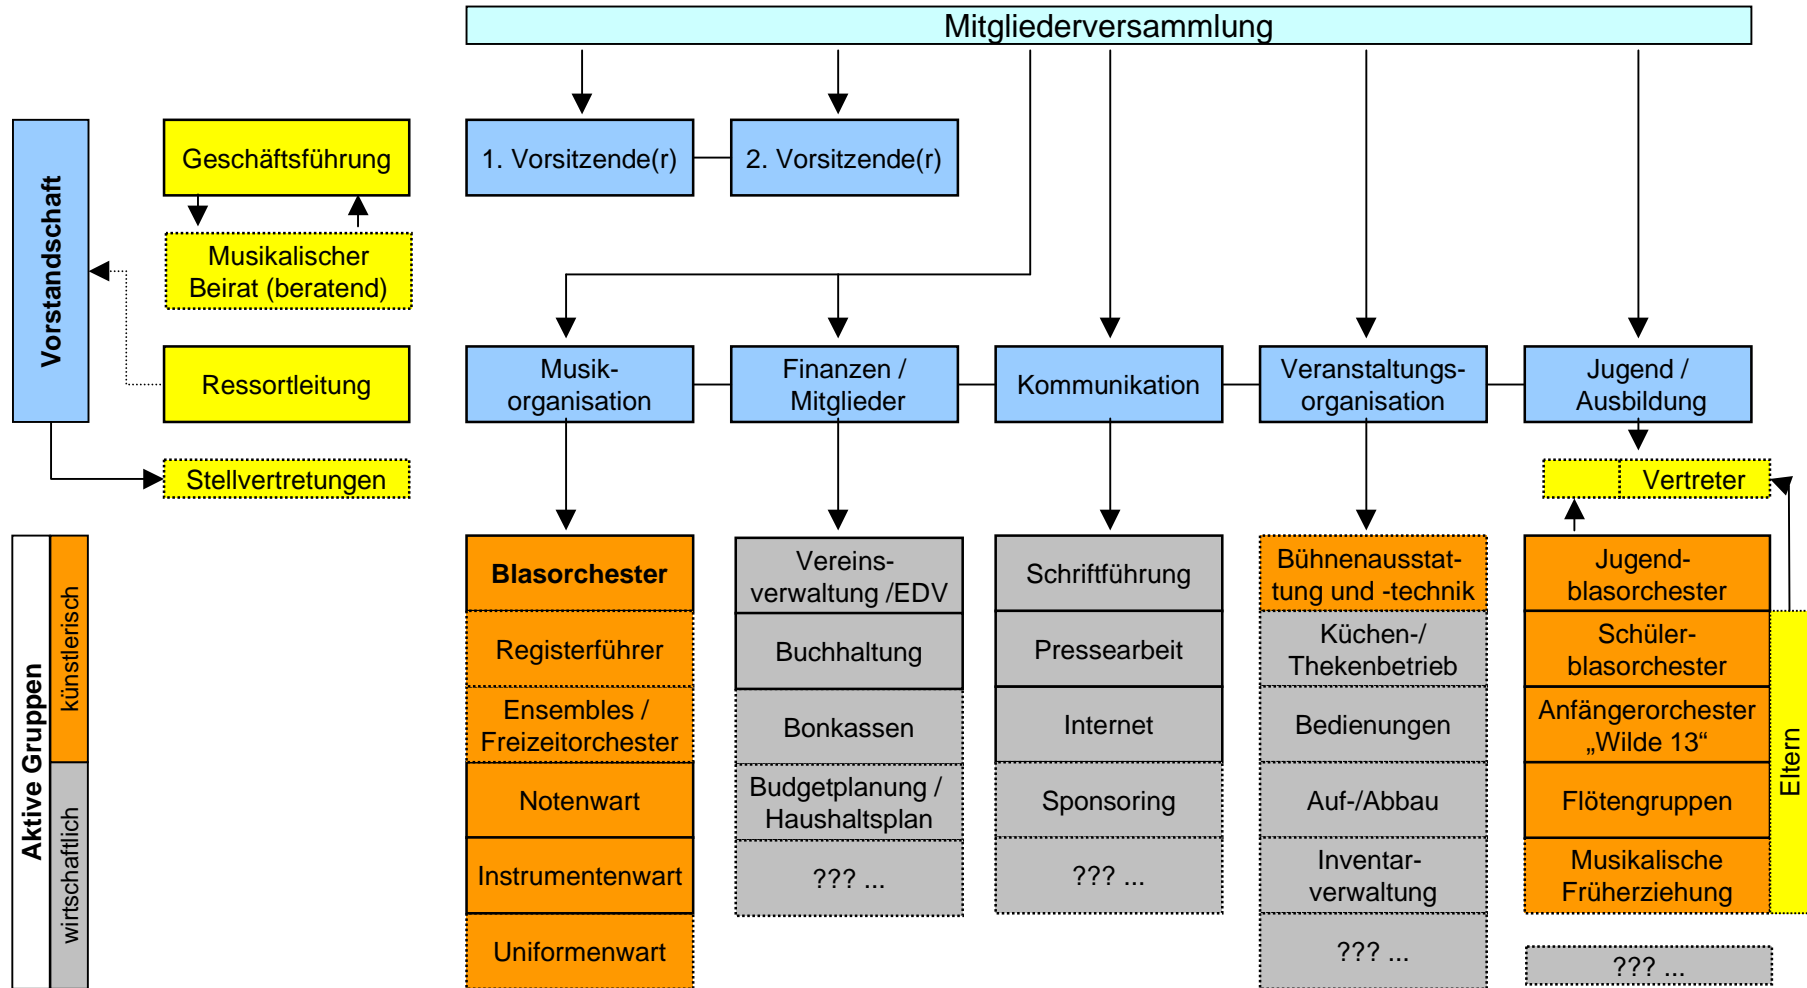 Mitgliederversammlung
Vorstandschaft
Geschäftsführung
1. Vorsitzende(r)
2. Vorsitzende(r)
Musikalischer
Beirat (beratend)
Ressortleitung
Musik-
organisation
Finanzen /
Mitglieder
Kommunikation
Veranstaltungs-
organisation
Jugend /
Ausbildung
Stellvertretungen
Vertreter
Aktive Gruppen
künstlerisch
wirtschaftlich
Blasorchester
Registerführer
Ensembles /
Freizeitorchester
Notenwart
Instrumentenwart
Uniformenwart
Vereins-
verwaltung /EDV
Buchhaltung
Bonkassen
Budgetplanung /
Haushaltsplan
??? ...
Schriftführung
Pressearbeit
Internet
Sponsoring
??? ...
Bühnenausstat-
tung und -technik
Küchen-/
Thekenbetrieb
Bedienungen
Auf-/Abbau
Inventar-
verwaltung
??? ...
Jugend-
blasorchester
Schüler-
blasorchester
Anfängerorchester
„Wilde 13“
Flötengruppen
Musikalische
Früherziehung
??? ...
Eltern